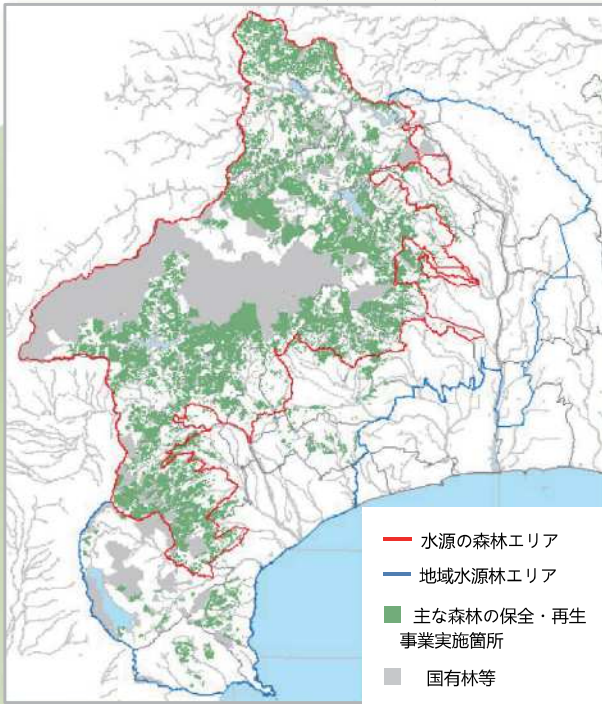 水源の森林エリア
地域水源林エリア
主な森林の保全・再生
事業実施箇所
国有林等